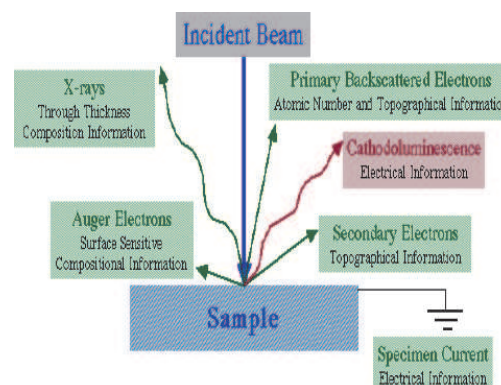 Incident Beam
X-rays
Through Thickness
Composition Information
Primary Backscattered Electrons
Atomic Number and Topographical Information
Cathodoluminescence
Electrical Information
Auger Electrons
Surface Sensitive
Compositional Information
Secondary Electrons
Topographical Information
Sample
Specimen Current
Electrical Information